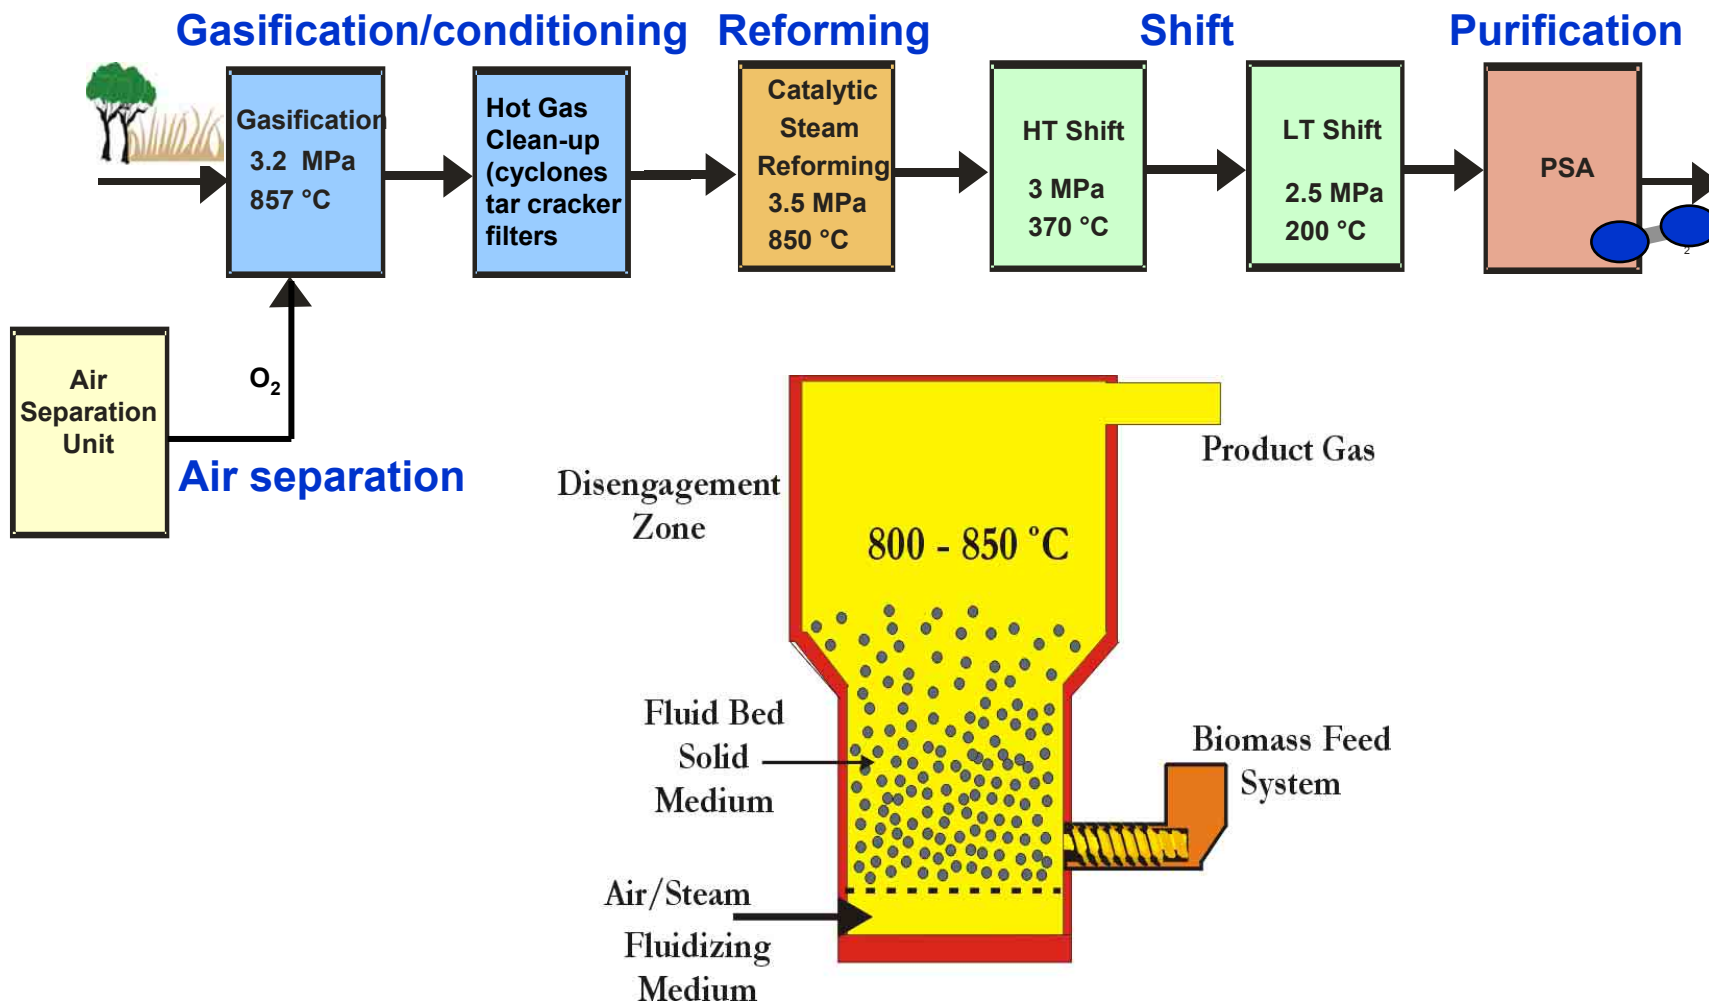 Gasification/conditioning
Reforming
Shift
Purification
Gasification
3.2 MPa
857 °C
Hot Gas
Clean-up
(cyclones
tar cracker
filters
Catalytic
Steam
Reforming
3.5 MPa
850 °C
HT Shift
3 MPa
370 °C
LT Shift
2.5 MPa
200 °C
PSA
2
Air
Separation
Unit
O₂
Air separation
Product Gas
Disengagement
Zone
800 - 850 °C
Fluid Bed
Solid
Medium
Biomass Feed
System
Air/Steam
Fluidizing
Medium